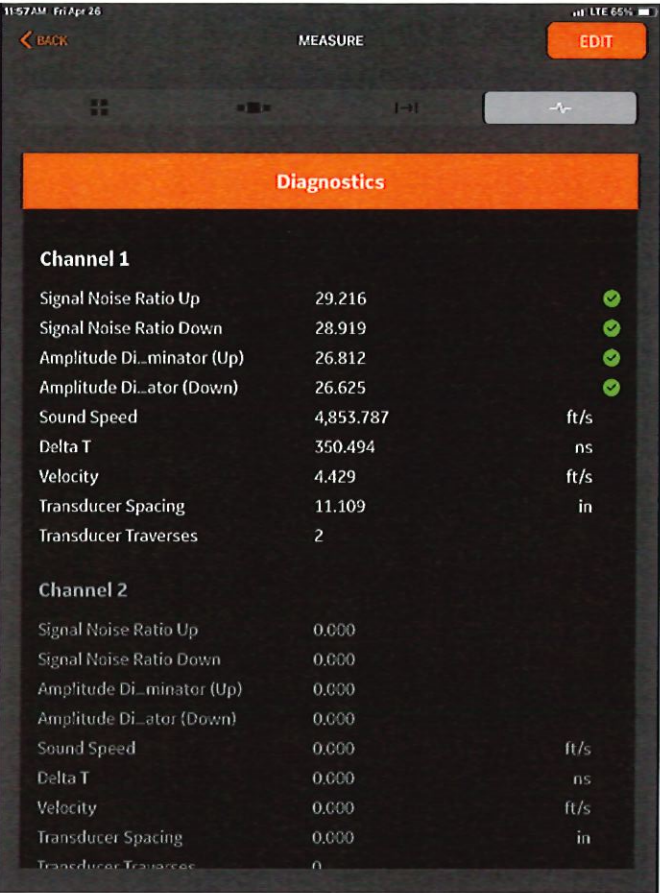 11:57 AM Fri Apr 26
LTE 65%
BACK
MEASURE
EDIT
Diagnostics
Channel 1
Signal Noise Ratio Up 29.216
Signal Noise Ratio Down 28.919
Amplitude Di...minator (Up) 26.812
Amplitude Di...ator (Down) 26.625
Sound Speed 4,853.787 ft/s
Delta T 350.494 ns
Velocity 4.429 ft/s
Transducer Spacing 11.109 in
Transducer Traverses 2
Channel 2
Signal Noise Ratio Up 0.000
Signal Noise Ratio Down 0.000
Amplitude Di...minator (Up) 0.000
Amplitude Di...ator (Down) 0.000
Sound Speed 0.000 ft/s
Delta T 0.000 ns
Velocity 0.000 ft/s
Transducer Spacing 0.000 in
Transducer Traverses 0